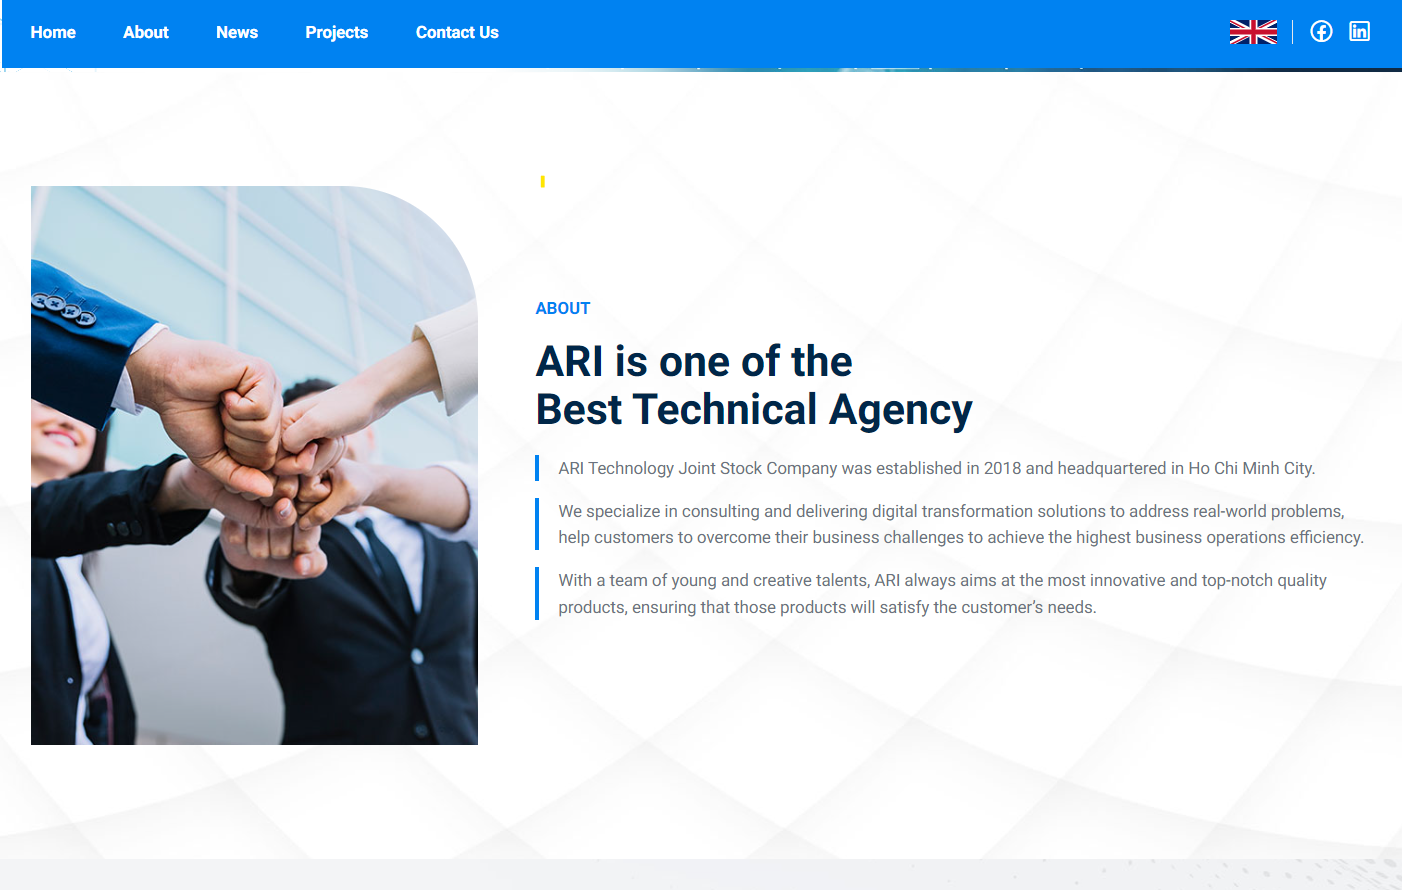 Home About News Projects Contact Us
ABOUT
ARI is one of the
Best Technical Agency
ARI Technology Joint Stock Company was established in 2018 and headquartered in Ho Chi Minh City.
We specialize in consulting and delivering digital transformation solutions to address real-world problems,
help customers to overcome their business challenges to achieve the highest business operations efficiency.
With a team of young and creative talents, ARI always aims at the most innovative and top-notch quality
products, ensuring that those products will satisfy the customer’s needs.